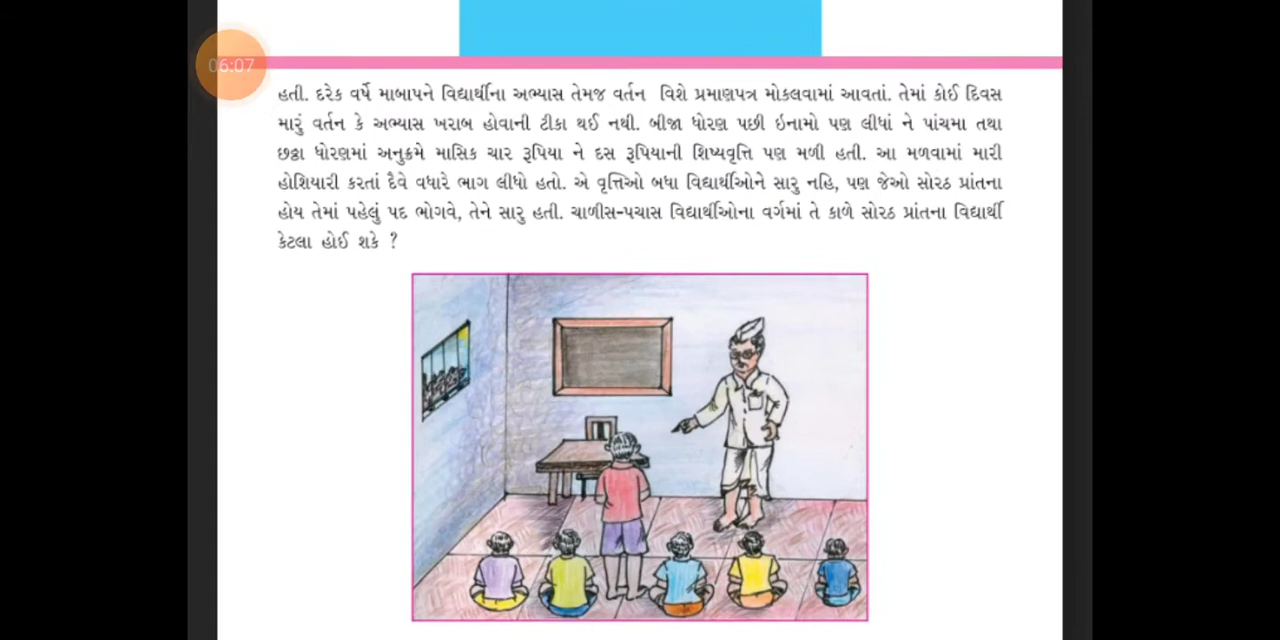 06:07
હતી. દરેક વર્ષે માબાપને વિદ્યાર્થીના અભ્યાસ તેમજ વર્તન વિશે પ્રમાણપત્ર મોકલવામાં આવતાં. તેમાં કોઈ દિવસ
મારું વર્તન કે અભ્યાસ ખરાબ હોવાની ટીકા થઈ નથી. બીજા ધોરણ પછી ઇનામો પણ લીધાં ને પાંચમા તથા
છઠ્ઠા ધોરણમાં અનુક્રમે માસિક ચાર રૂપિયા ને દસ રૂપિયાની શિષ્યવૃત્તિ પણ મળી હતી. આ મળવામાં મારી
હોશિયારી કરતાં દૈવે વધારે ભાગ લીધો હતો. એ વૃત્તિઓ બધા વિદ્યાર્થીઓને સારુ નહિ, પણ જેઓ સોરઠ પ્રાંતના
હોય તેમાં પહેલું પદ ભોગવે, તેને સારુ હતી. ચાળીસ-પચાસ વિદ્યાર્થીઓના વર્ગમાં તે કાળે સોરઠ પ્રાંતના વિદ્યાર્થી
કેટલા હોઈ શકે ?